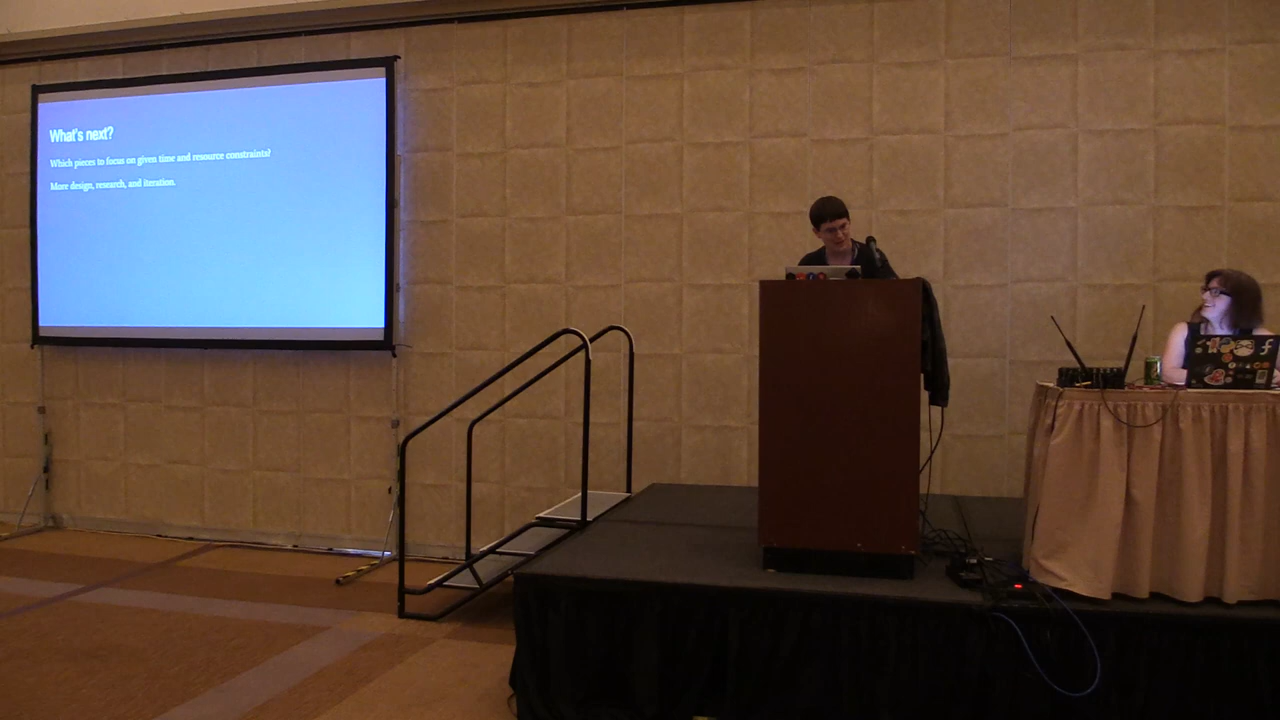 What's next?
Which pieces to focus on given time and resource constraints?
More design, research, and iteration.